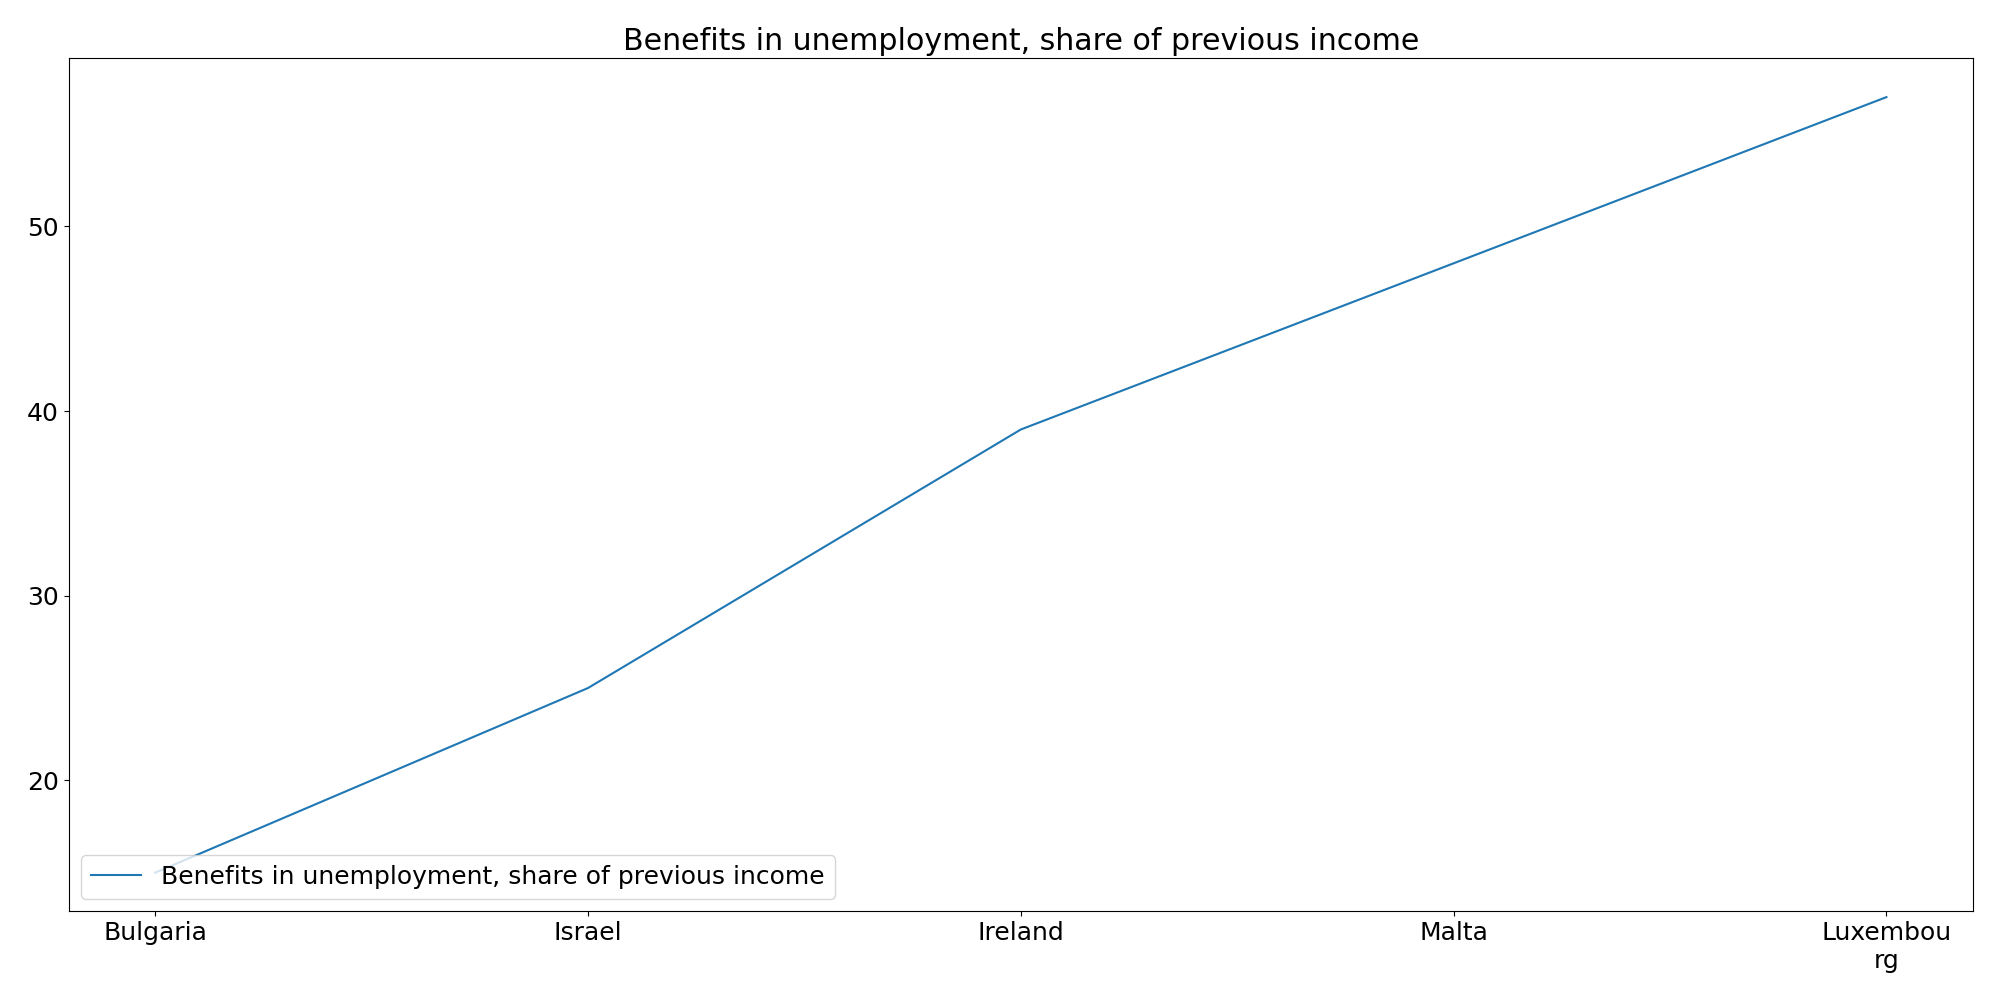 Benefits in unemployment, share of previous income
50
40
30
20
Benefits in unemployment, share of previous income
Bulgaria
Israel
Ireland
Malta
Luxembou
rg